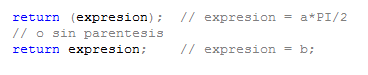 return (expresion);  // expresion = a*PI/2
// o sin parentesis
return expresion;    // expresion = b;